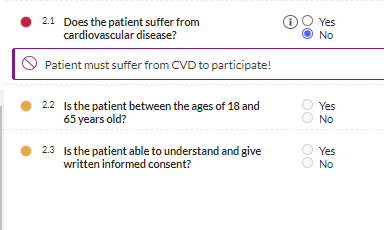 2.1 Does the patient suffer from Yes
cardiovascular disease? No
Patient must suffer from CVD to participate!
2.2 Is the patient between the ages of 18 and Yes
65 years old? No
2.3 Is the patient able to understand and give Yes
written informed consent? No